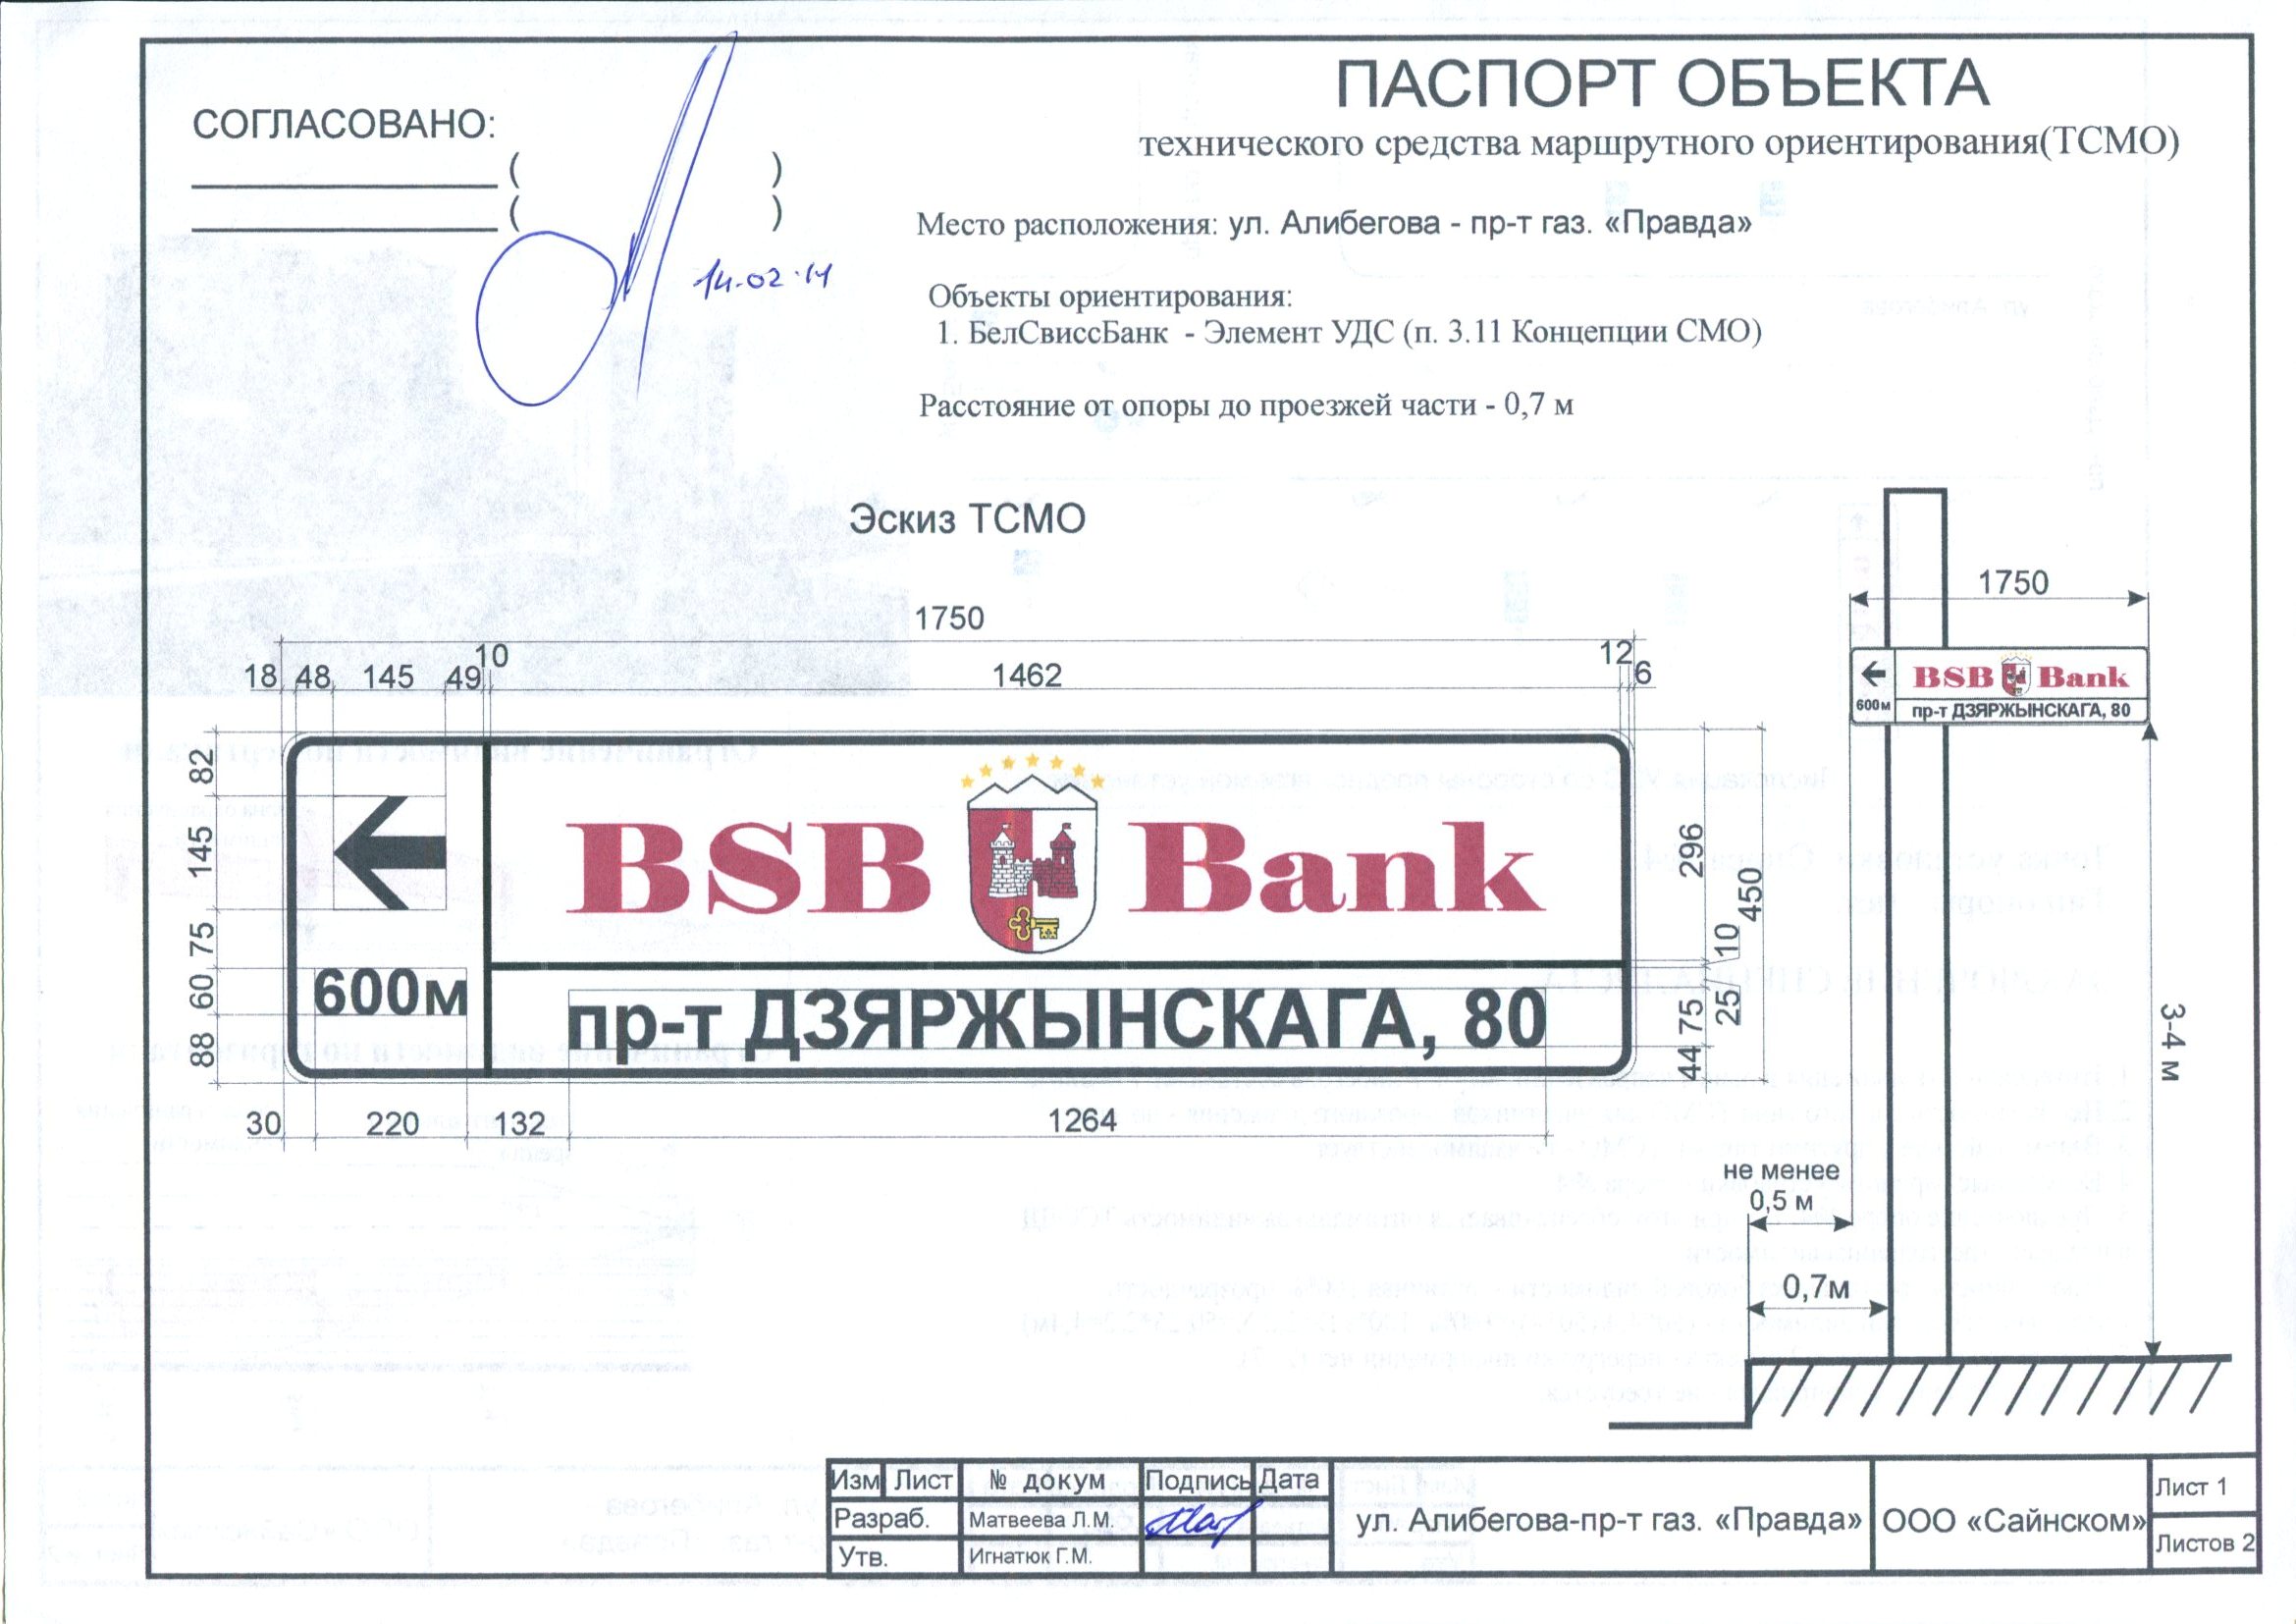 СОГЛАСОВАНО:
( )
( )
14.02.11
ПАСПОРТ ОБЪЕКТА
технического средства маршрутного ориентирования(ТСМО)
Место расположения: ул. Алибегова - пр-т газ. «Правда»
Объекты ориентирования:
1. БелСвиссБанк - Элемент УДС (п. 3.11 Концепции СМО)
Расстояние от опоры до проезжей части - 0,7 м
Эскиз ТСМО
1750
18 48 145 49 10 1462 12 6
82 145 75 60 88
BSB Bank
600м
пр-т ДЗЯРЖЫНСКАГА, 80
296 10 25 75 44 450
30 220 132 1264
1750
BSB Bank
600м
пр-т ДЗЯРЖЫНСКАГА, 80
3-4 м
не менее
0,5 м
0,7м
Изм Лист № докум Подпись Дата
Разраб. Матвеева Л.М.
Утв. Игнатюк Г.М.
ул. Алибегова-пр-т газ. «Правда»
ООО «Сайнском»
Лист 1
Листов 2